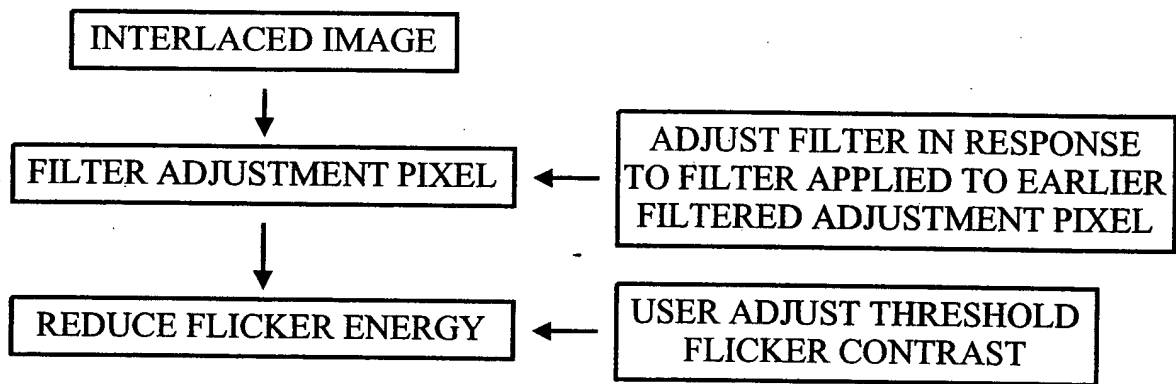 INTERLACED IMAGE
FILTER ADJUSTMENT PIXEL
ADJUST FILTER IN RESPONSE
TO FILTER APPLIED TO EARLIER
FILTERED ADJUSTMENT PIXEL
REDUCE FLICKER ENERGY
USER ADJUST THRESHOLD
FLICKER CONTRAST